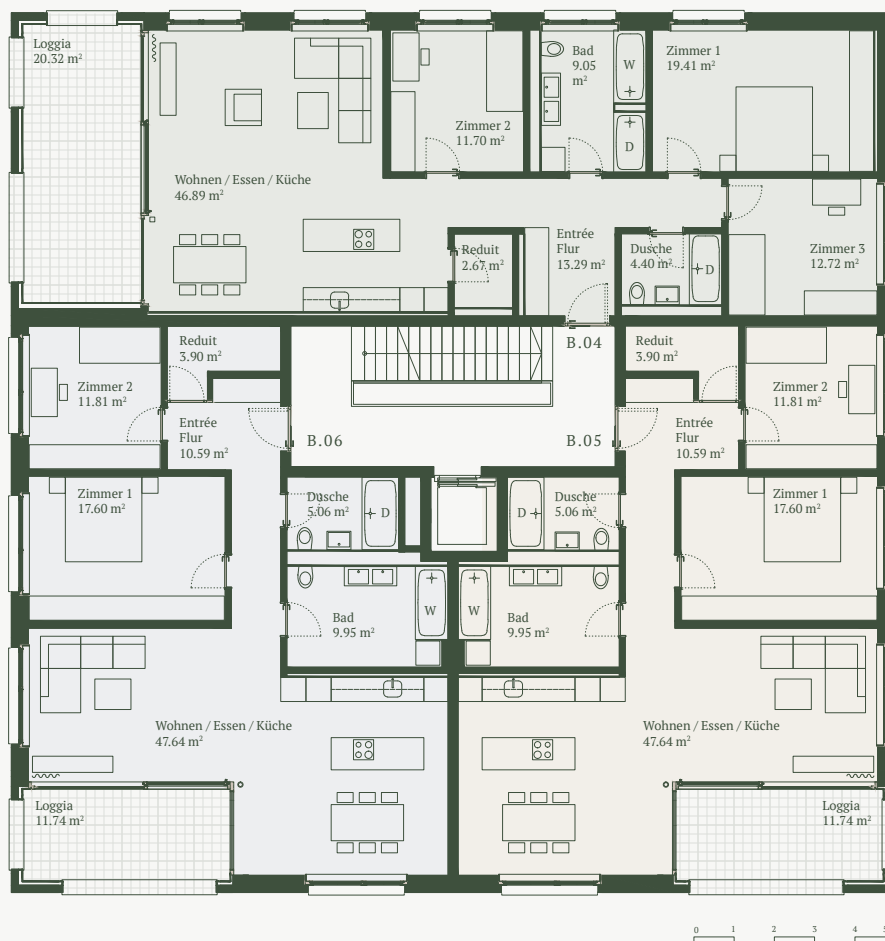 Loggia
20.32 m²
Wohnen / Essen / Küche
46.89 m²
Zimmer 2
11.70 m²
Bad
9.05
m²
W
D
Zimmer 1
19.41 m²
Reduit
2.67 m²
Entrée
Flur
13.29 m²
Dusche
4.40 m²
D
Zimmer 3
12.72 m²
B.04
Reduit
3.90 m²
Zimmer 2
11.81 m²
Entrée
Flur
10.59 m²
B.06
B.05
Reduit
3.90 m²
Zimmer 2
11.81 m²
Entrée
Flur
10.59 m²
Zimmer 1
17.60 m²
Dusche
5.06 m²
D
D
Dusche
5.06 m²
Zimmer 1
17.60 m²
Bad
9.95 m²
W
W
Bad
9.95 m²
Wohnen / Essen / Küche
47.64 m²
Wohnen / Essen / Küche
47.64 m²
Loggia
11.74 m²
Loggia
11.74 m²
0 1 2 3 4